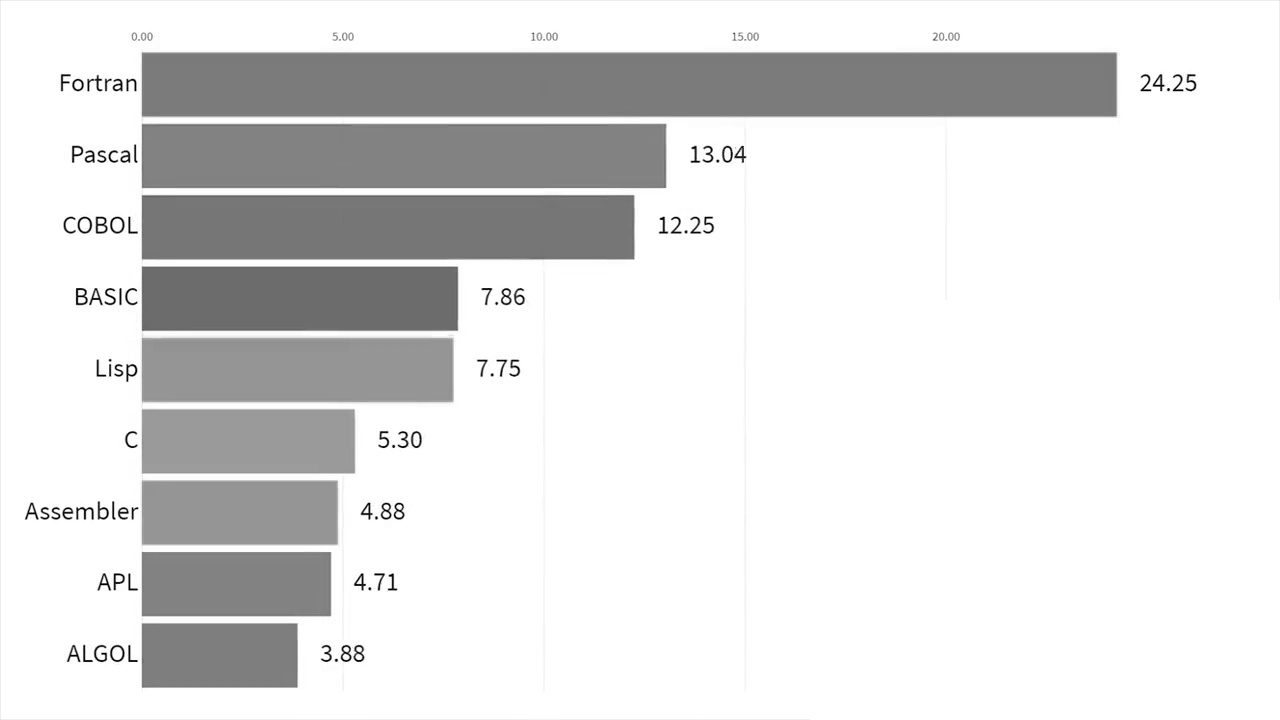 0.00 5.00 10.00 15.00 20.00
Fortran 24.25
Pascal 13.04
COBOL 12.25
BASIC 7.86
Lisp 7.75
C 5.30
Assembler 4.88
APL 4.71
ALGOL 3.88